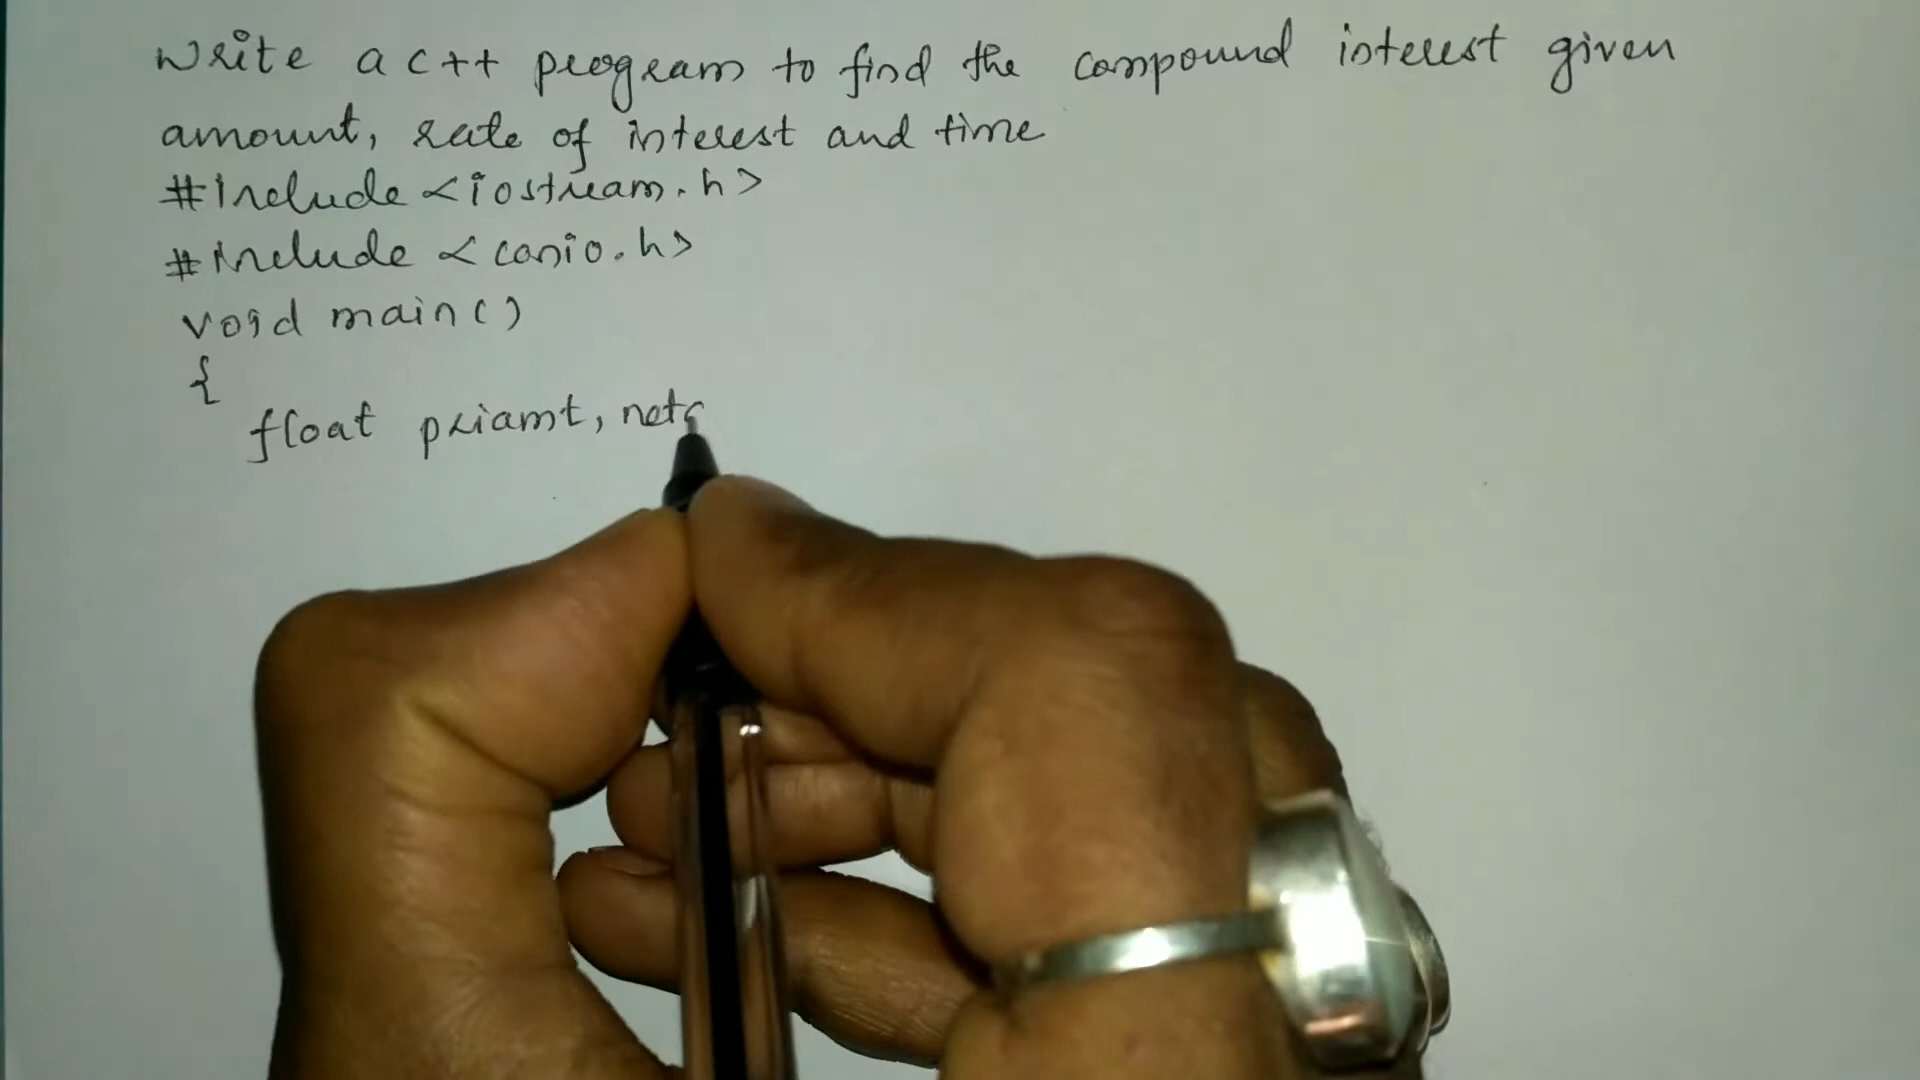 Write a c++ program to find the compound interest given
amount, rate of interest and time
#include <iostream.h>
#include <conio.h>
void main()
{
float priamt, neta